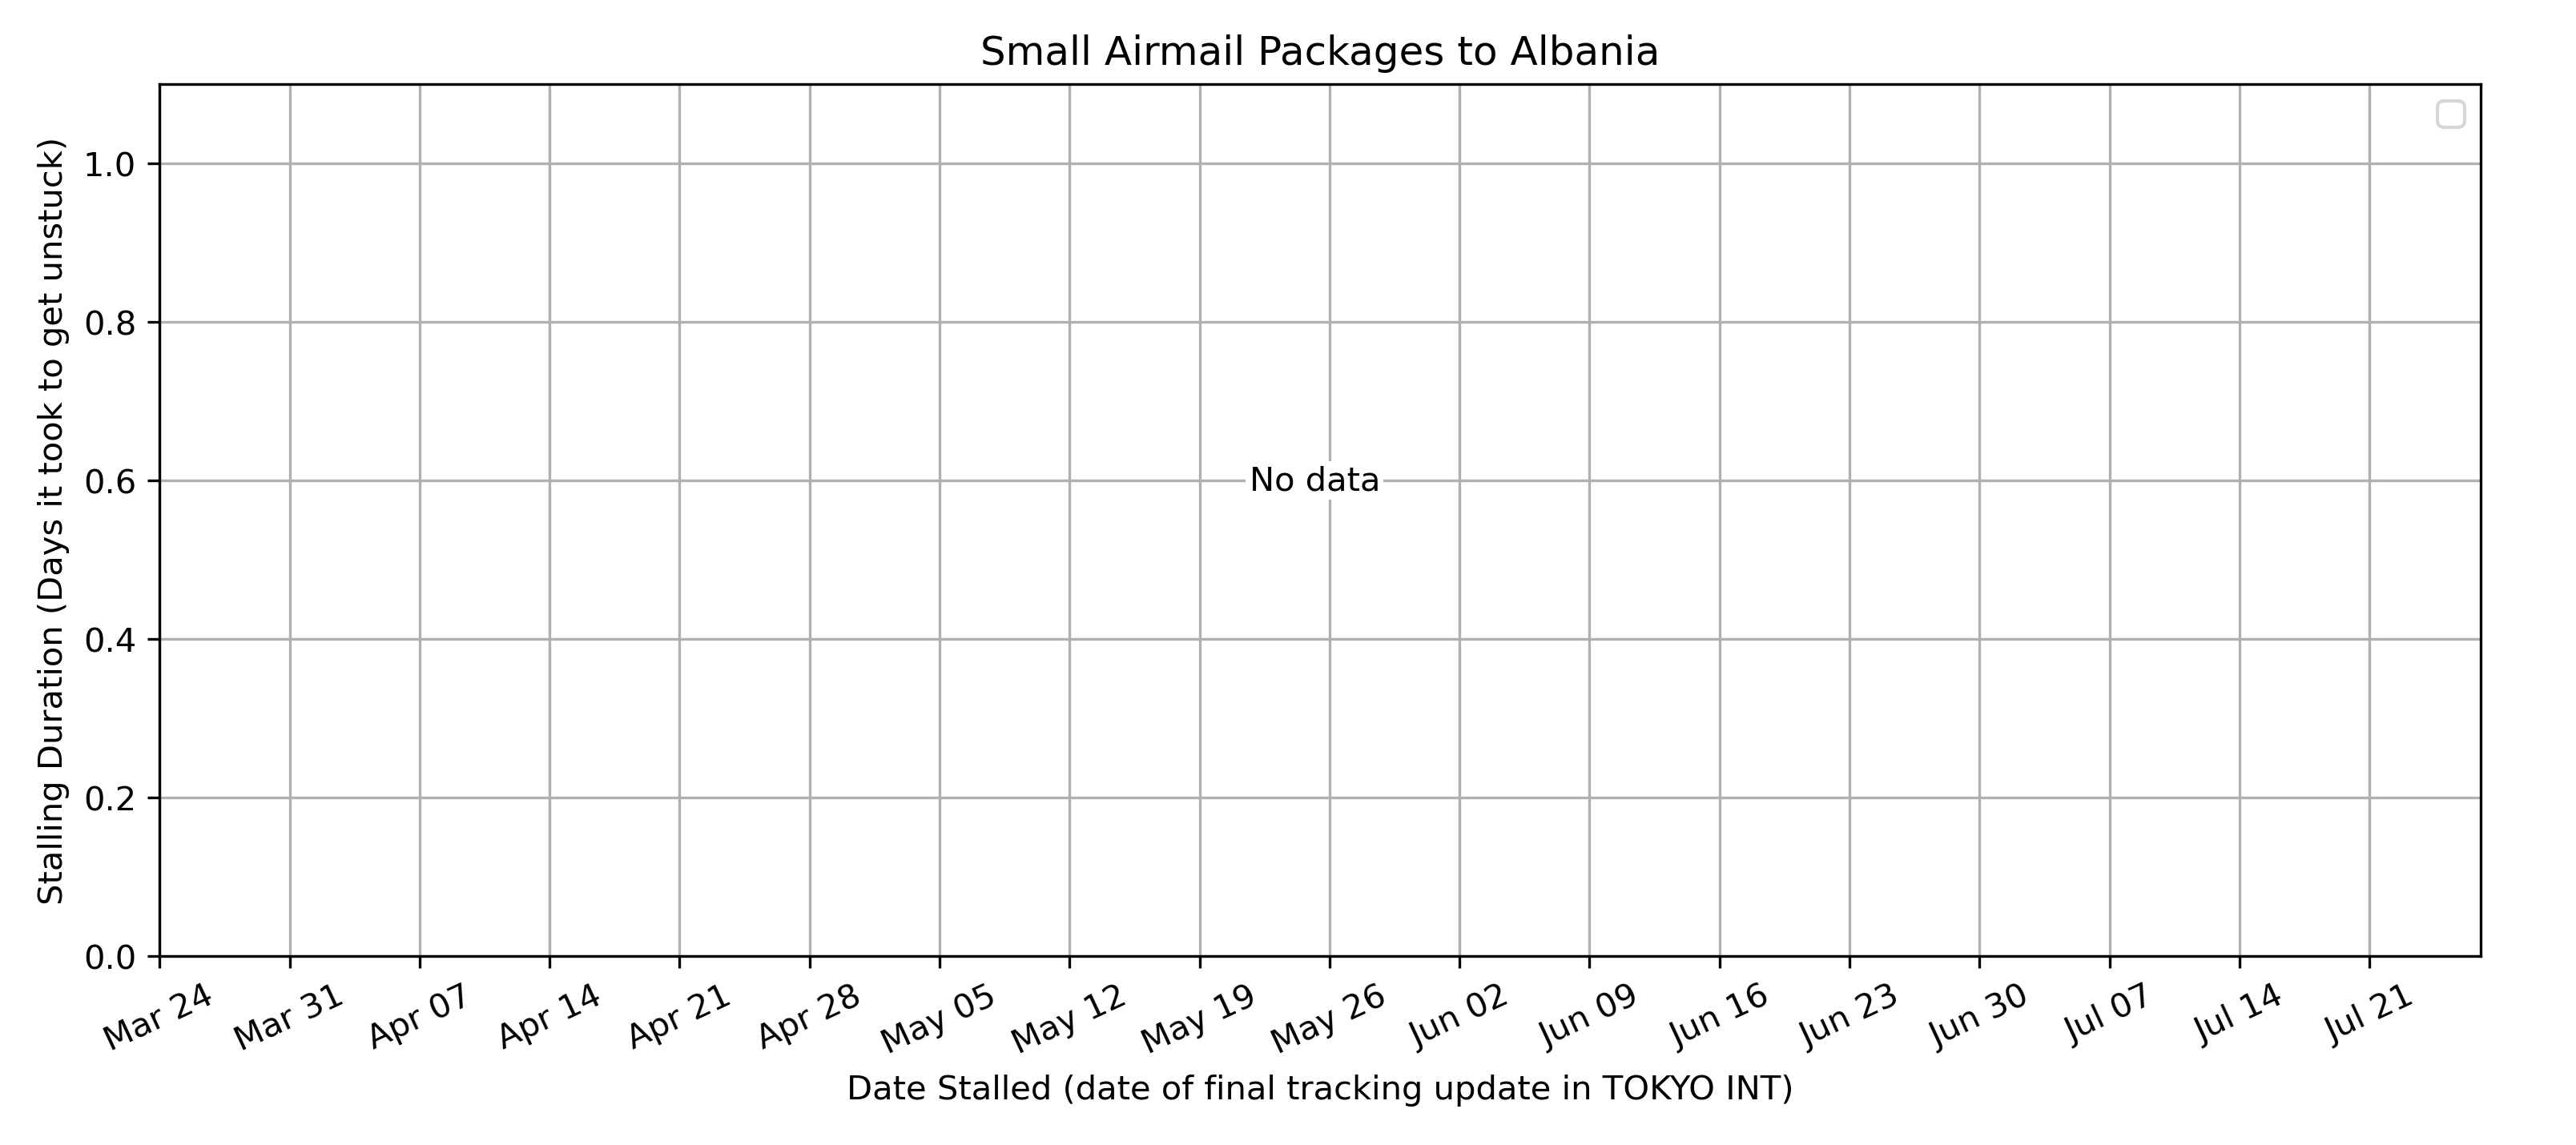 Small Airmail Packages to Albania
Stalling Duration (Days it took to get unstuck)
1.0
0.8
0.6
0.4
0.2
0.0
No data
Mar 24
Mar 31
Apr 07
Apr 14
Apr 21
Apr 28
May 05
May 12
May 19
May 26
Jun 02
Jun 09
Jun 16
Jun 23
Jun 30
Jul 07
Jul 14
Jul 21
Date Stalled (date of final tracking update in TOKYO INT)